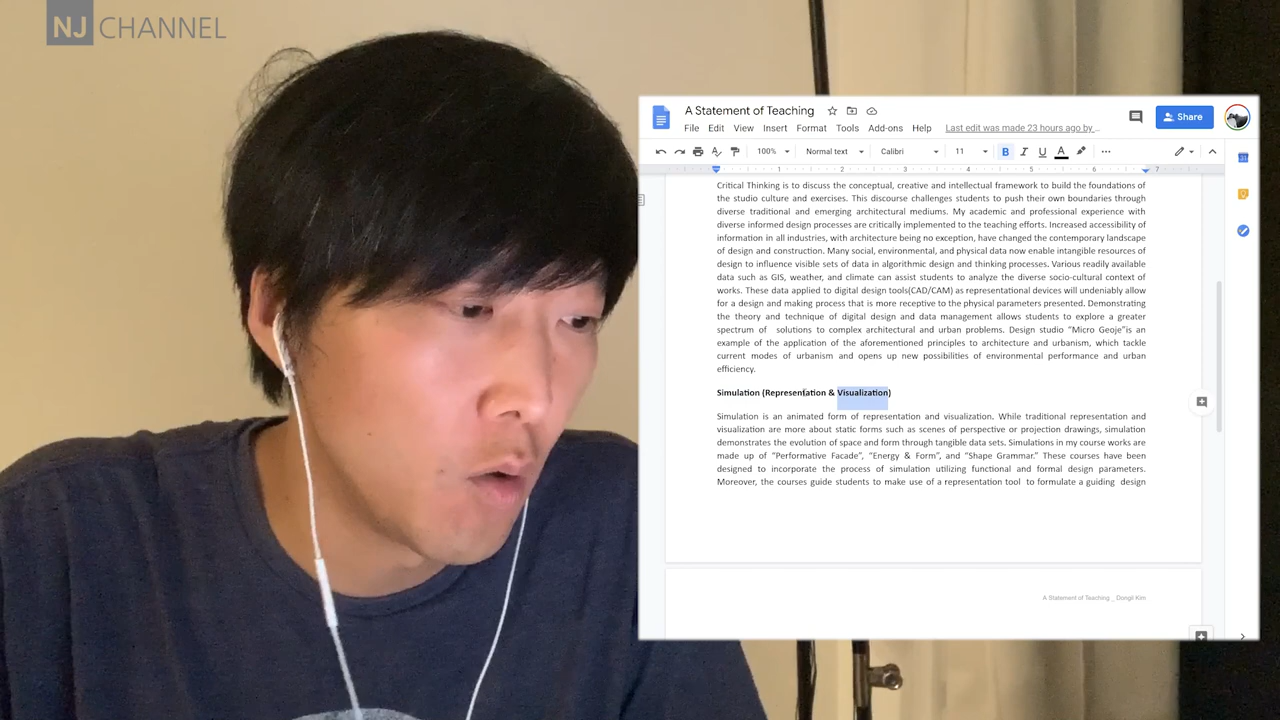 NJ CHANNEL
A Statement of Teaching
Share
File Edit View Insert Format Tools Add-ons Help Last edit was made 23 hours ago by ...
100% Normal text Calibri 11 B I U A
1 2 3 4 5 6 7
Critical Thinking is to discuss the conceptual, creative and intellectual framework to build the foundations of
the studio culture and exercises. This discourse challenges students to push their own boundaries through
diverse traditional and emerging architectural mediums. My academic and professional experience with
diverse informed design processes are critically implemented to the teaching efforts. Increased accessibility of
information in all industries, with architecture being no exception, have changed the contemporary landscape
of design and construction. Many social, environmental, and physical data now enable intangible resources of
design to influence visible sets of data in algorithmic design and thinking processes. Various readily available
data such as GIS, weather, and climate can assist students to analyze the diverse socio-cultural context of
works. These data applied to digital design tools(CAD/CAM) as representational devices will undeniably allow
for a design and making process that is more receptive to the physical parameters presented. Demonstrating
the theory and technique of digital design and data management allows students to explore a greater
spectrum of solutions to complex architectural and urban problems. Design studio “Micro Geoje”is an
example of the application of the aforementioned principles to architecture and urbanism, which tackle
current modes of urbanism and opens up new possibilities of environmental performance and urban
efficiency.
Simulation (Representation & Visualization)
Simulation is an animated form of representation and visualization. While traditional representation and
visualization are more about static forms such as scenes of perspective or projection drawings, simulation
demonstrates the evolution of space and form through tangible data sets. Simulations in my course works are
made up of “Performative Facade”, “Energy & Form”, and “Shape Grammar.” These courses have been
designed to incorporate the process of simulation utilizing functional and formal design parameters.
Moreover, the courses guide students to make use of a representation tool to formulate a guiding design
A Statement of Teaching _ Dongil Kim